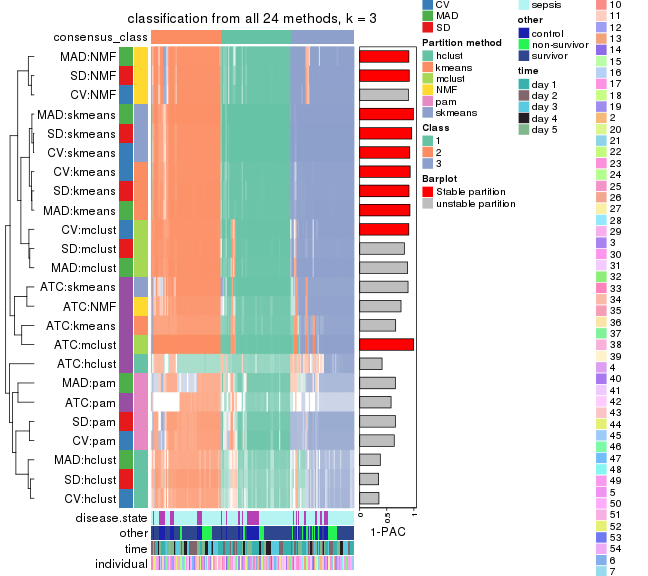 classification from all 24 methods, k = 3
consensus_class
MAD:NMF
SD:NMF
CV:NMF
MAD:skmeans
SD:skmeans
CV:skmeans
CV:kmeans
SD:kmeans
MAD:kmeans
CV:mclust
SD:mclust
MAD:mclust
ATC:skmeans
ATC:NMF
ATC:kmeans
ATC:mclust
ATC:hclust
MAD:pam
ATC:pam
SD:pam
CV:pam
MAD:hclust
SD:hclust
CV:hclust
disease.state
other
time
individual
0
0.5
1
1-PAC
CV
MAD
SD
Partition method
hclust
kmeans
mclust
NMF
pam
skmeans
Class
1
2
3
Barplot
Stable partition
unstable partition
sepsis
other
control
non-survivor
survivor
time
day 1
day 2
day 3
day 4
day 5
10
11
12
13
14
15
16
17
18
19
2
20
21
22
23
24
25
26
27
28
29
3
30
31
32
33
34
35
36
37
38
39
4
40
41
42
43
44
45
46
47
48
49
5
50
51
52
53
54
6
7